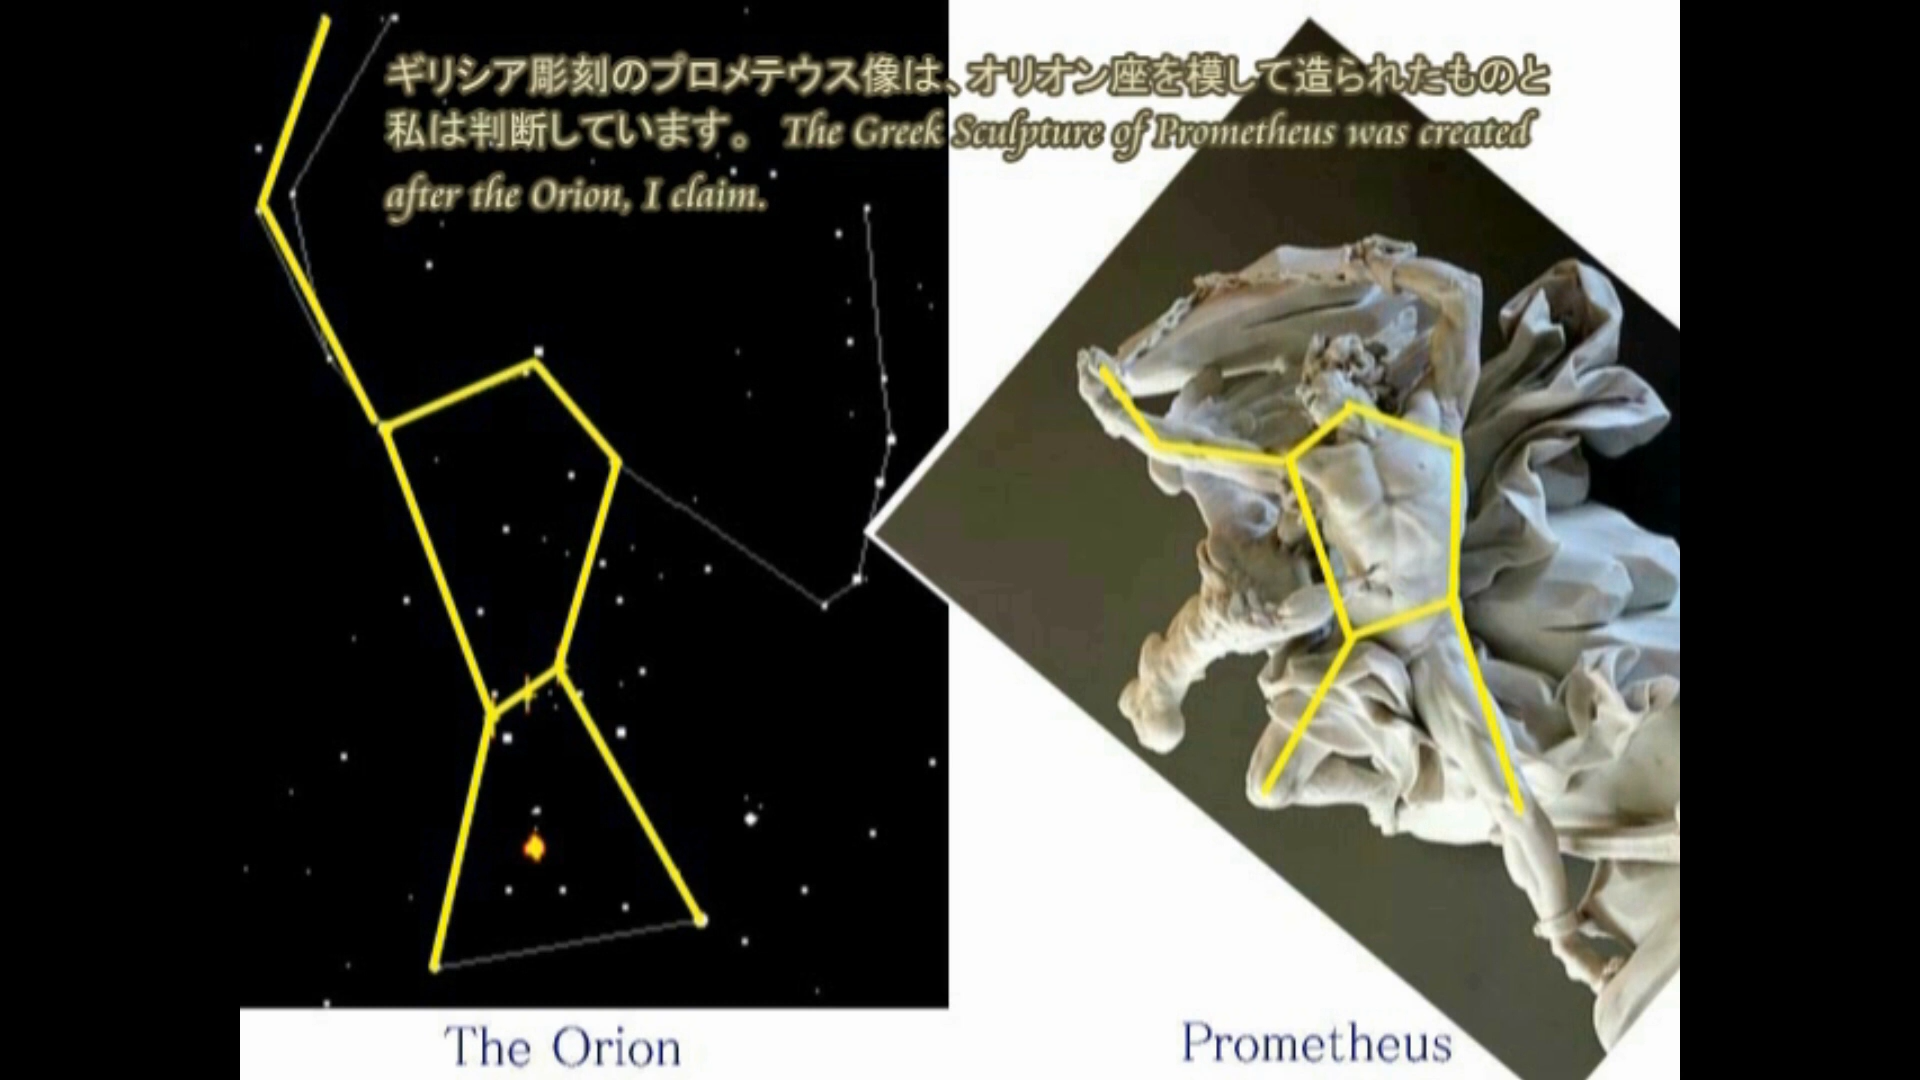 ギリシア彫刻のプロメテウス像は、オリオン座を模して造られたものと
私は判断しています。 The Greek Sculpture of Prometheus was created
after the Orion, I claim.
The Orion
Prometheus